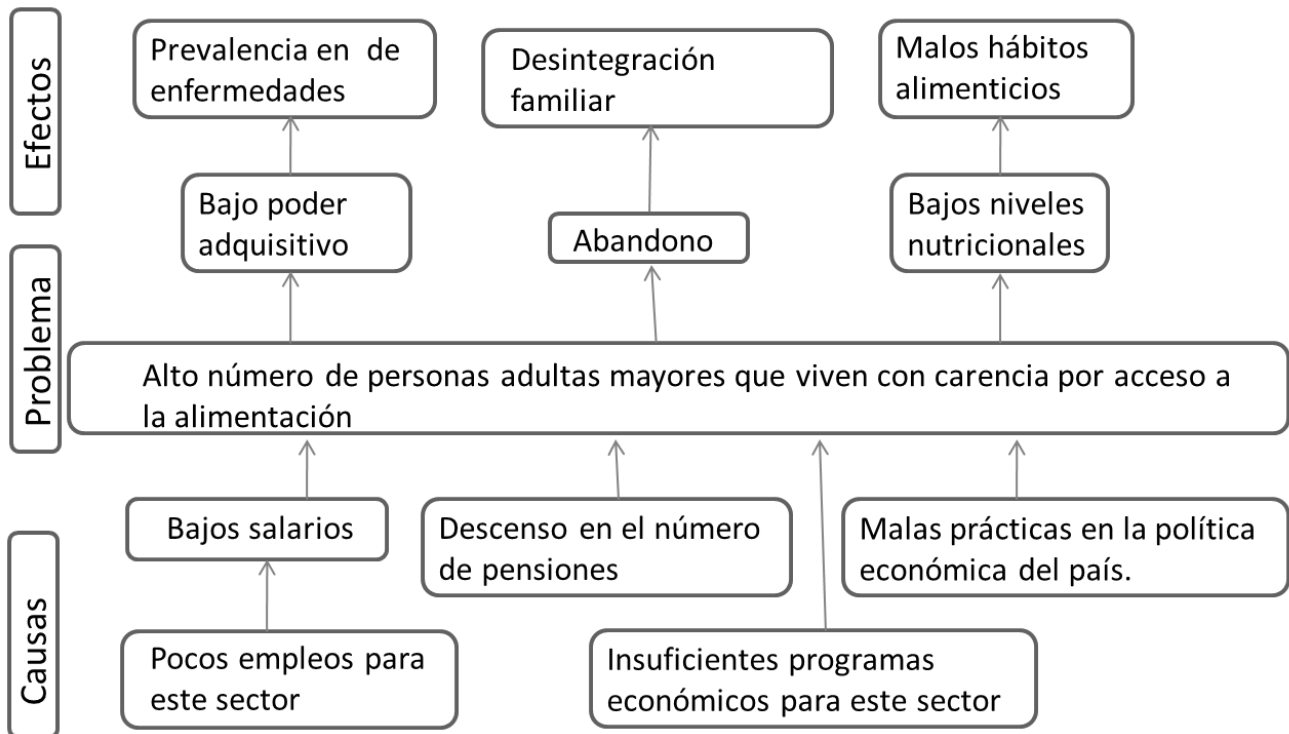 Efectos
Prevalencia en de
enfermedades
Desintegración
familiar
Malos hábitos
alimenticios
Bajo poder
adquisitivo
Abandono
Bajos niveles
nutricionales
Problema
Alto número de personas adultas mayores que viven con carencia por acceso a
la alimentación
Causas
Bajos salarios
Descenso en el número
de pensiones
Malas prácticas en la política
económica del país.
Pocos empleos para
este sector
Insuficientes programas
económicos para este sector